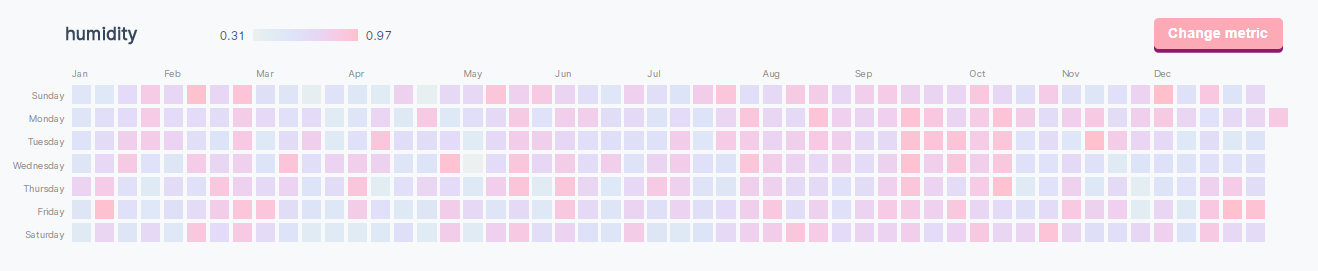 humidity 0.31 0.97 Change metric
Jan Feb Mar Apr May Jun Jul Aug Sep Oct Nov Dec
Sunday
Monday
Tuesday
Wednesday
Thursday
Friday
Saturday